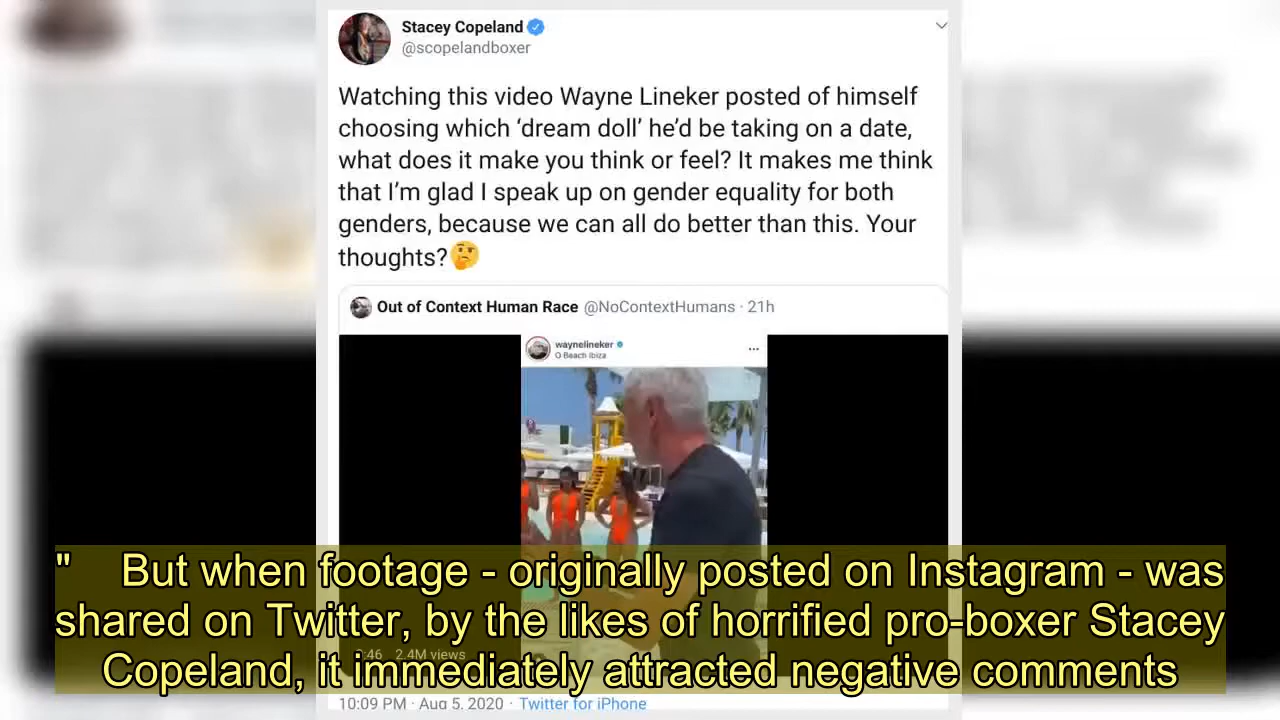 Stacey Copeland
@scopelandboxer
Watching this video Wayne Lineker posted of himself
choosing which ‘dream doll’ he’d be taking on a date,
what does it make you think or feel? It makes me think
that I’m glad I speak up on gender equality for both
genders, because we can all do better than this. Your
thoughts?🤔
Out of Context Human Race @NoContextHumans · 21h
waynelineker
O Beach Ibiza
" But when footage - originally posted on Instagram - was
shared on Twitter, by the likes of horrified pro-boxer Stacey
Copeland, it immediately attracted negative comments
2.4M views
10:09 PM · Aug 5, 2020 · Twitter for iPhone